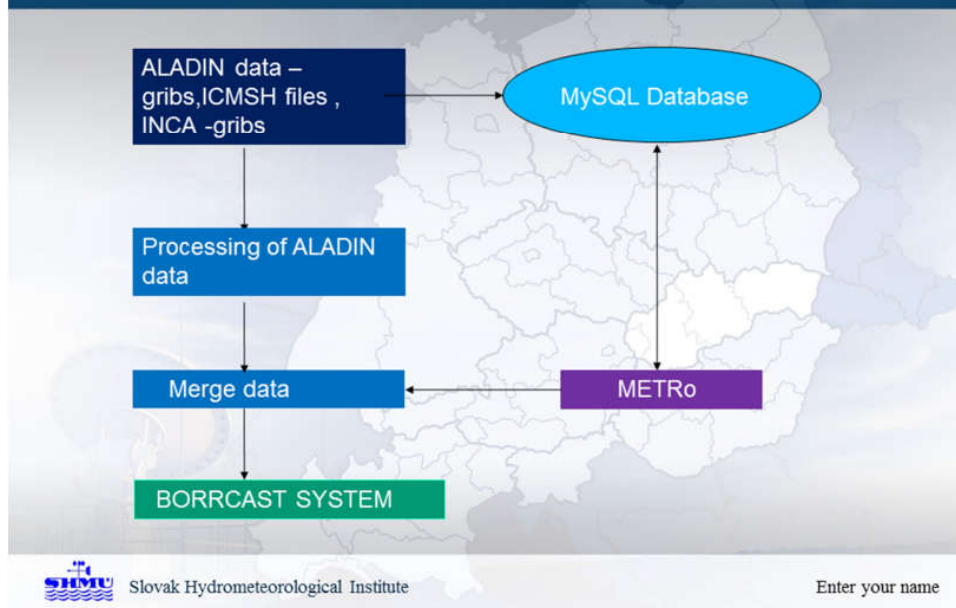 ALADIN data –
gribs,ICMSH files ,
INCA -gribs
MySQL Database
Processing of ALADIN
data
Merge data
METRo
BORRCAST SYSTEM
SHMU
Slovak Hydrometeorological Institute
Enter your name